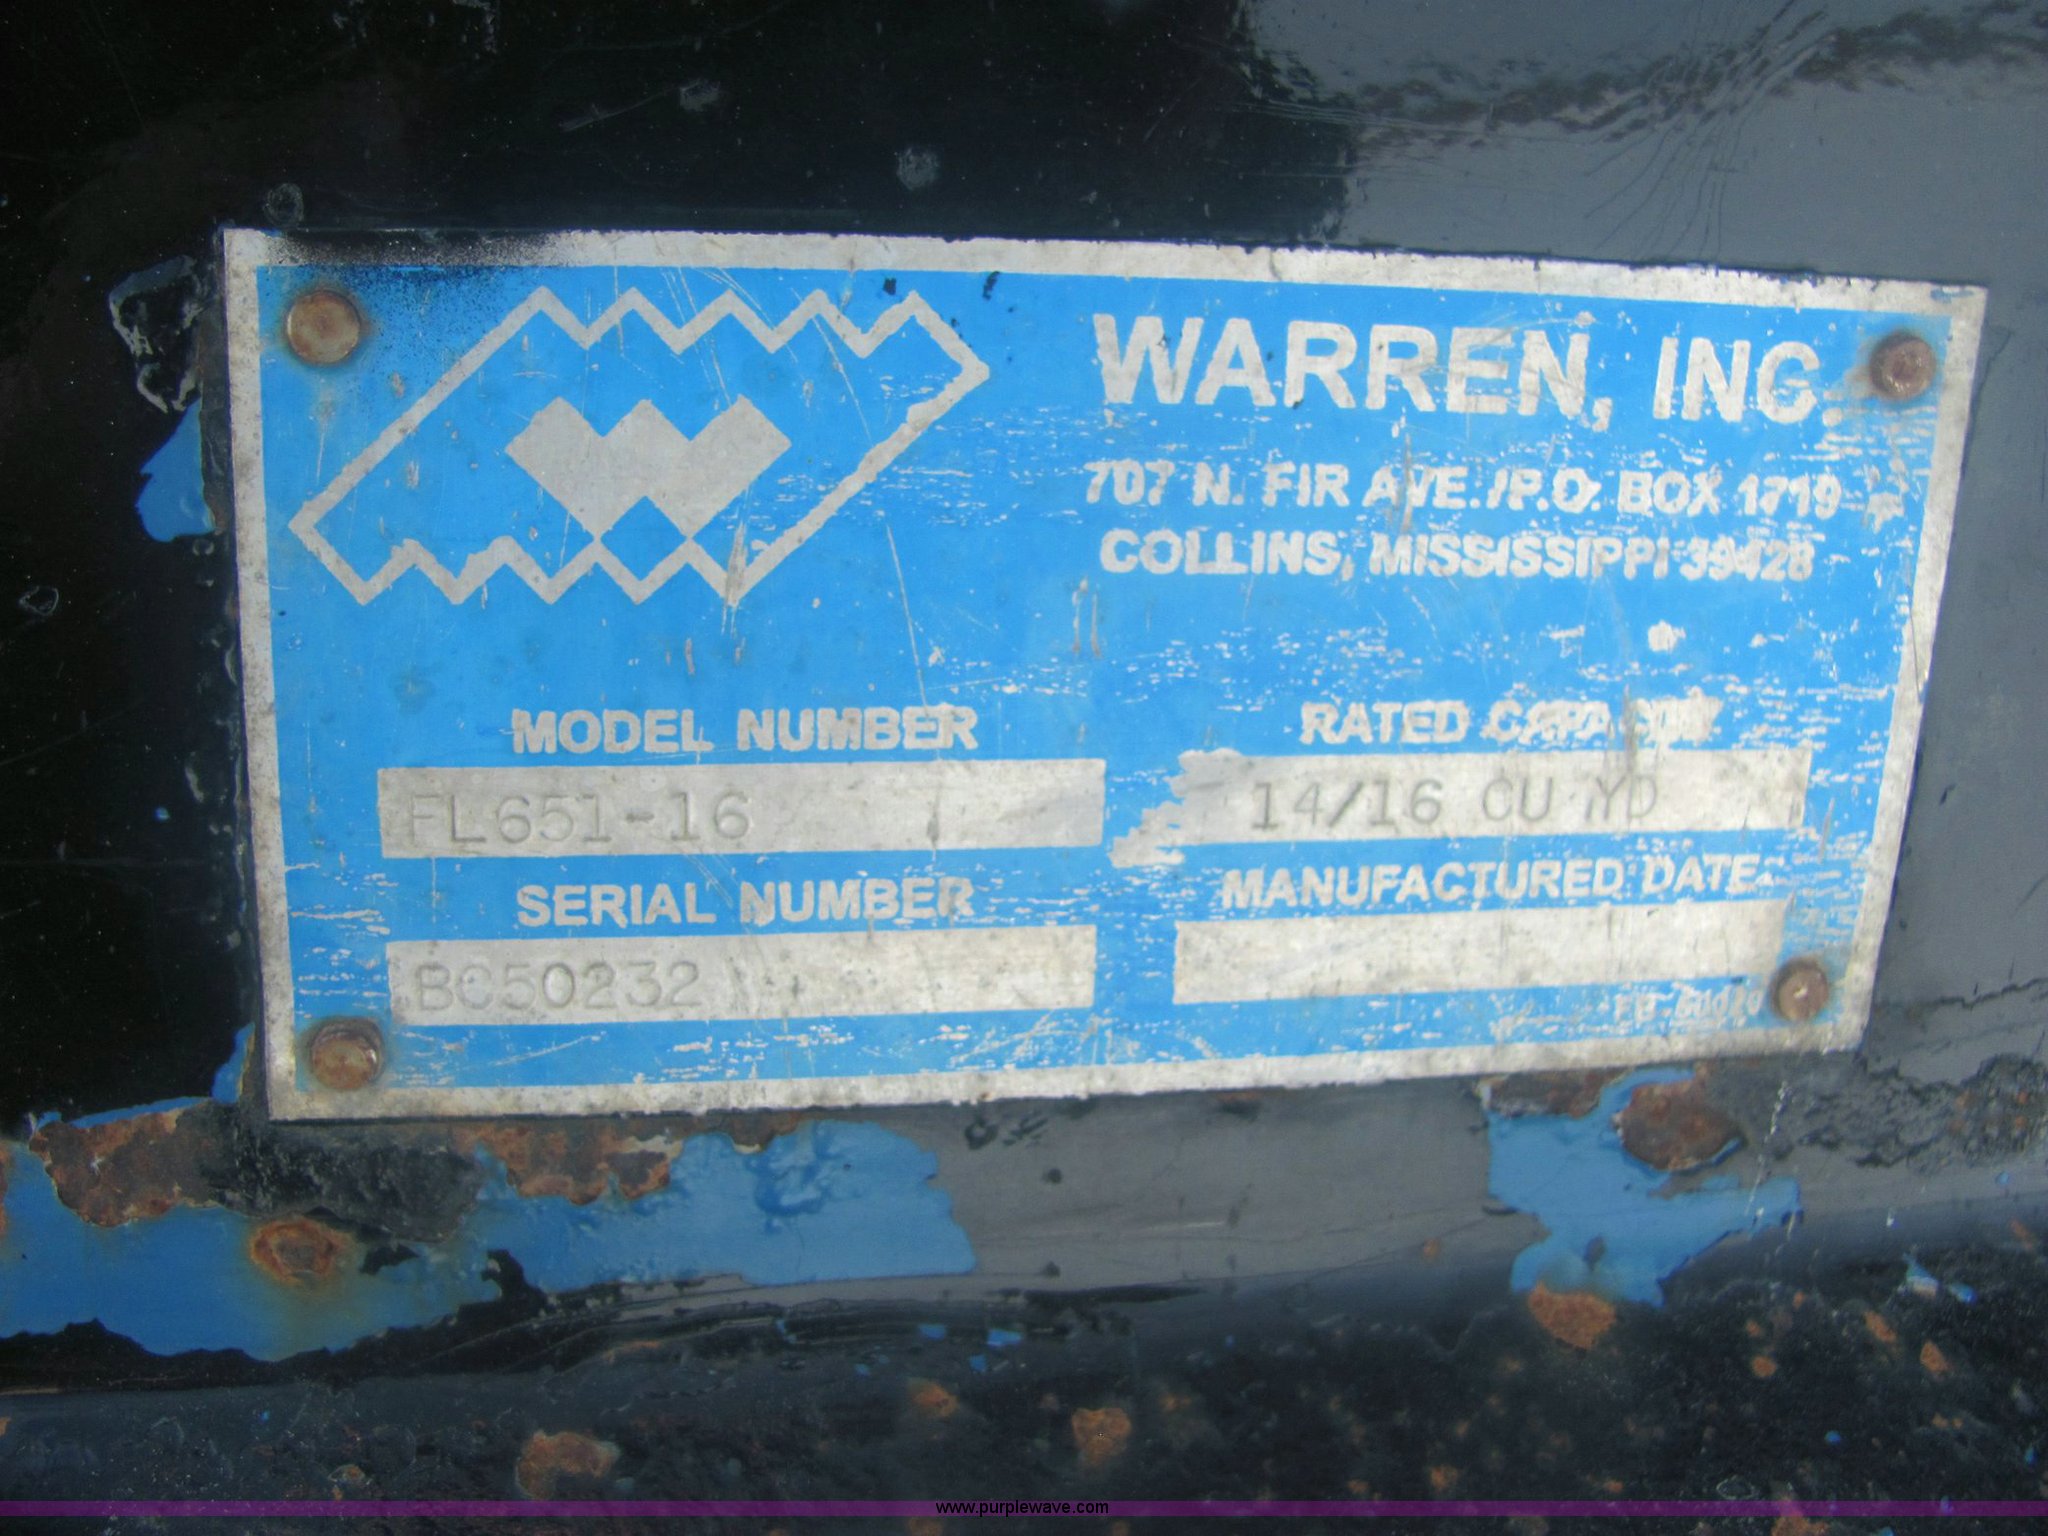 WARREN, INC.
707 N. FIR AVE./P.O. BOX 1719
COLLINS, MISSISSIPPI 39428
MODEL NUMBER
FL651-16
RATED CAPACITY
14/16 CU YD
SERIAL NUMBER
BC50232
MANUFACTURED DATE
www.purplewave.com